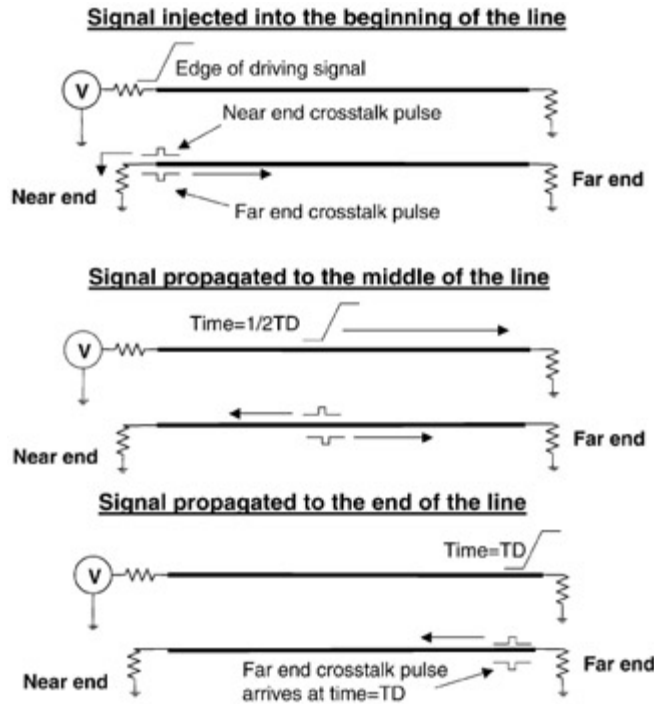 Signal injected into the beginning of the line
Edge of driving signal
V
Near end crosstalk pulse
Near end
Far end
Far end crosstalk pulse
Signal propagated to the middle of the line
Time=1/2TD
V
Near end
Far end
Signal propagated to the end of the line
Time=TD
V
Near end
Far end crosstalk pulse
arrives at time=TD
Far end